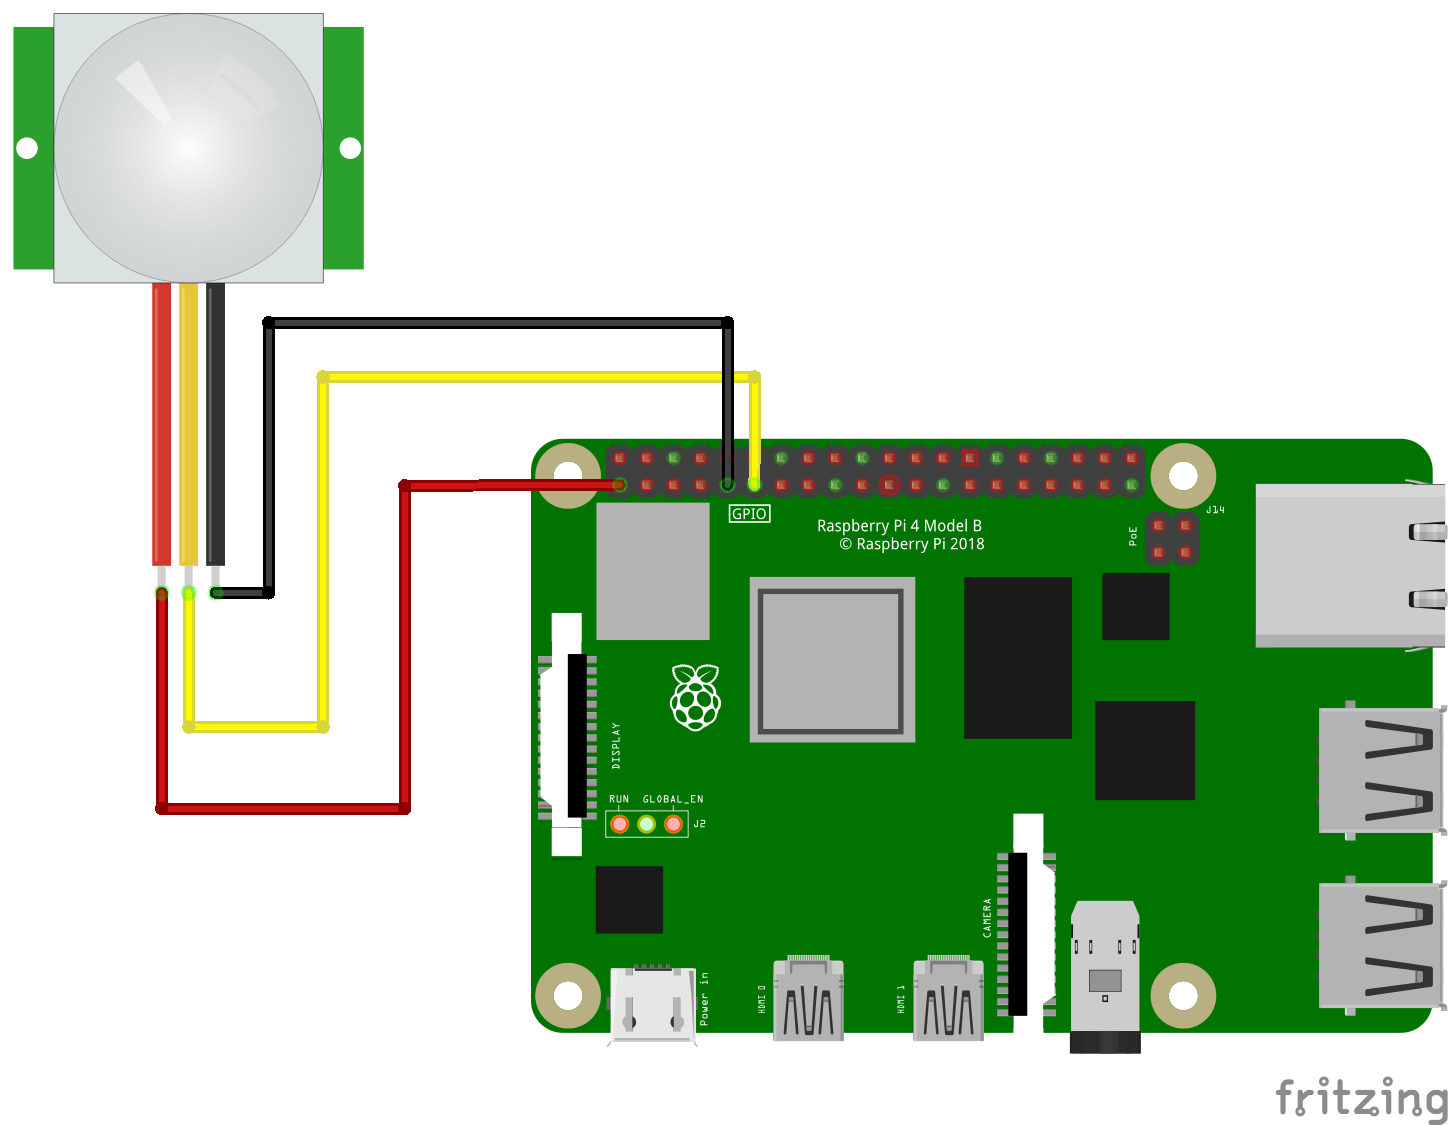 GPIO
Raspberry Pi 4 Model B
© Raspberry Pi 2018
J14
PoE
DISPLAY
RUN GLOBAL_EN
J2
CAMERA
Power in
HDMI 0
HDMI 1
fritzing